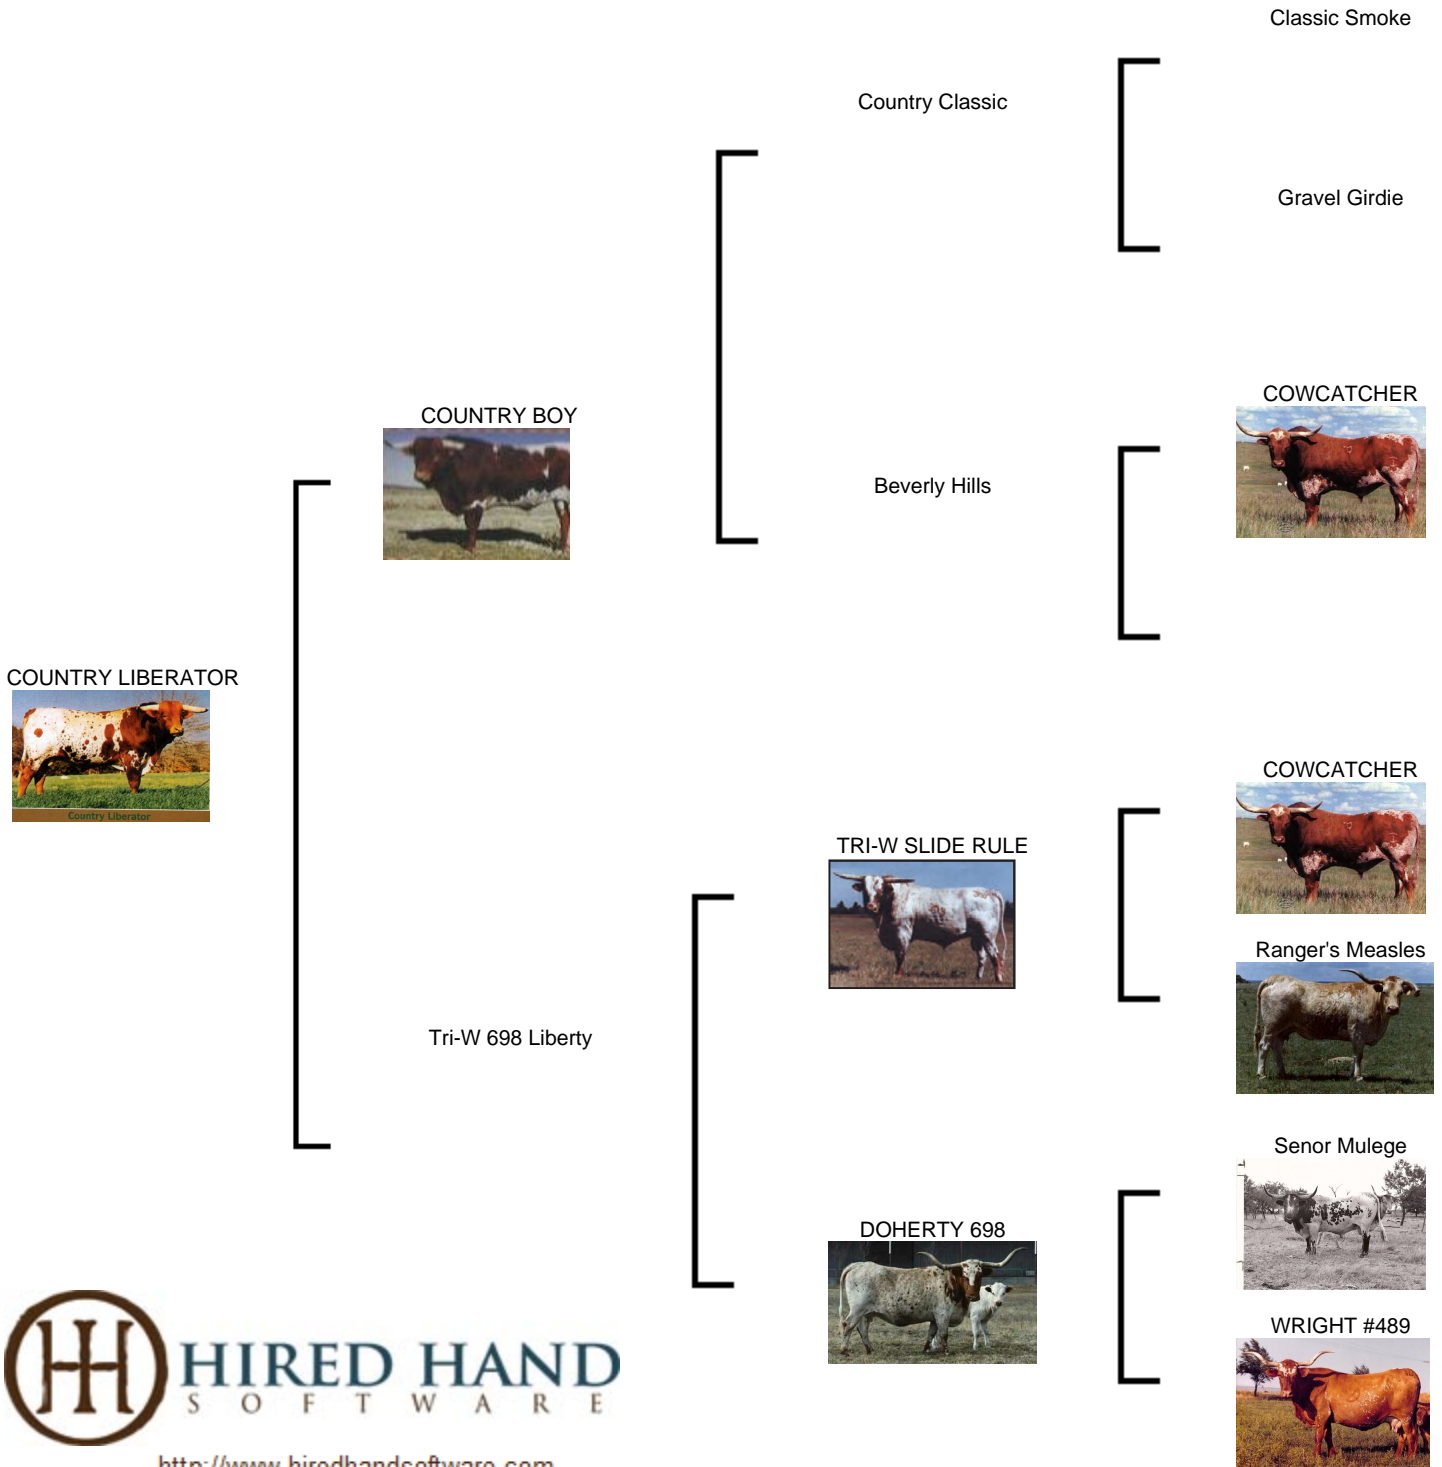 Classic Smoke
Country Classic
Gravel Girdie
COWCATCHER
COUNTRY BOY
Beverly Hills
COUNTRY LIBERATOR
Country Liberator
COWCATCHER
TRI-W SLIDE RULE
Ranger's Measles
Tri-W 698 Liberty
Senor Mulege
DOHERTY 698
WRIGHT #489
HIRED HAND
SOFTWARE
http://www.hiredhandsoftware.com